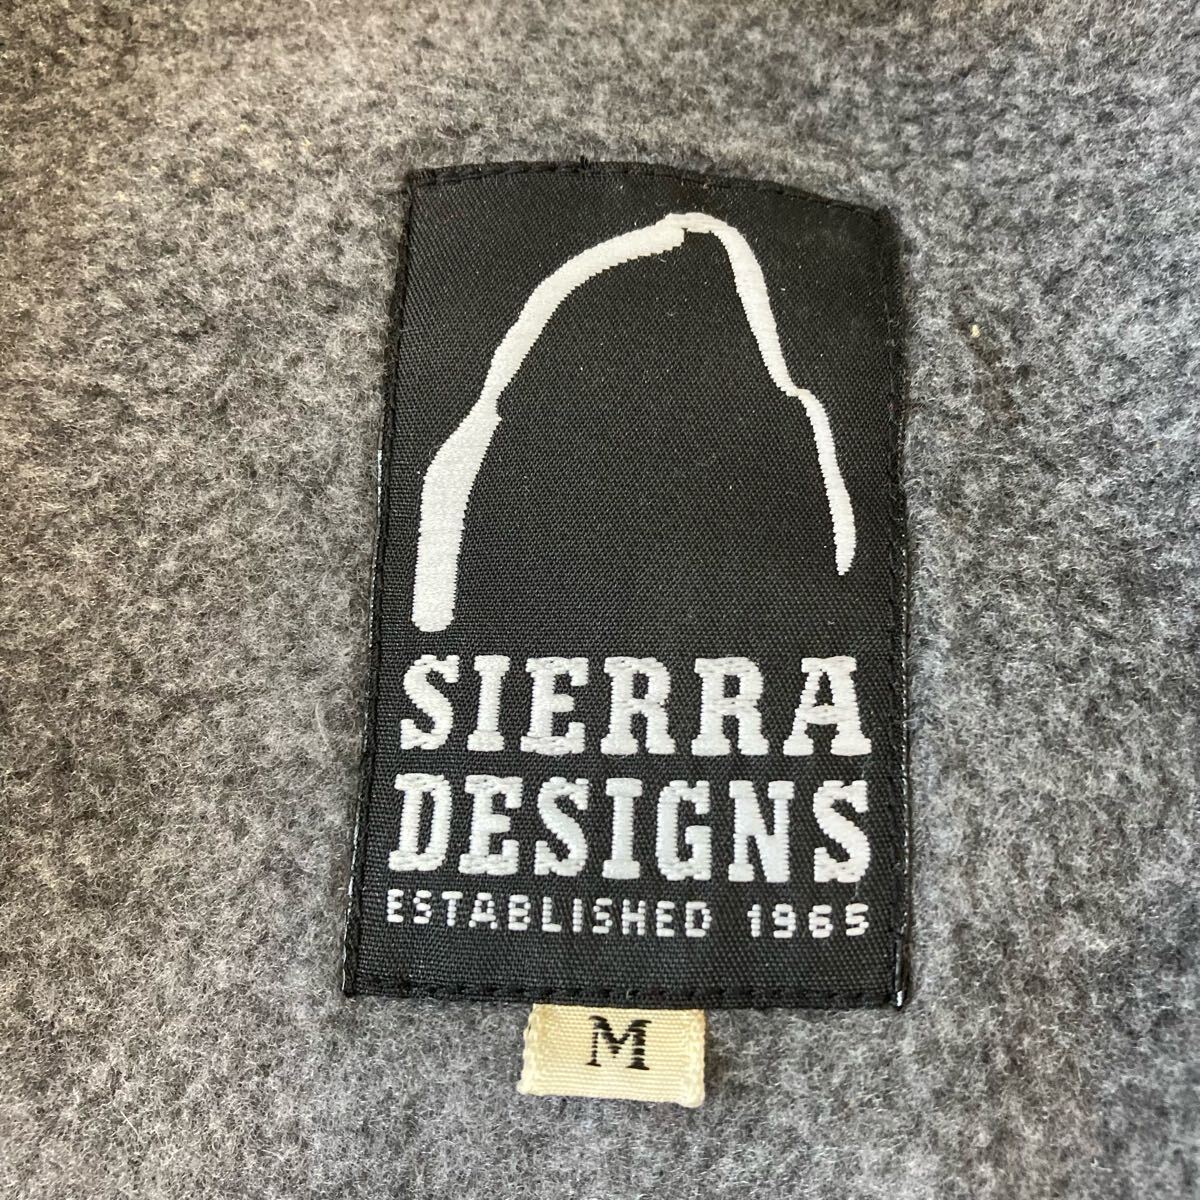 SIERRA
DESIGNS
ESTABLISHED 1965
M